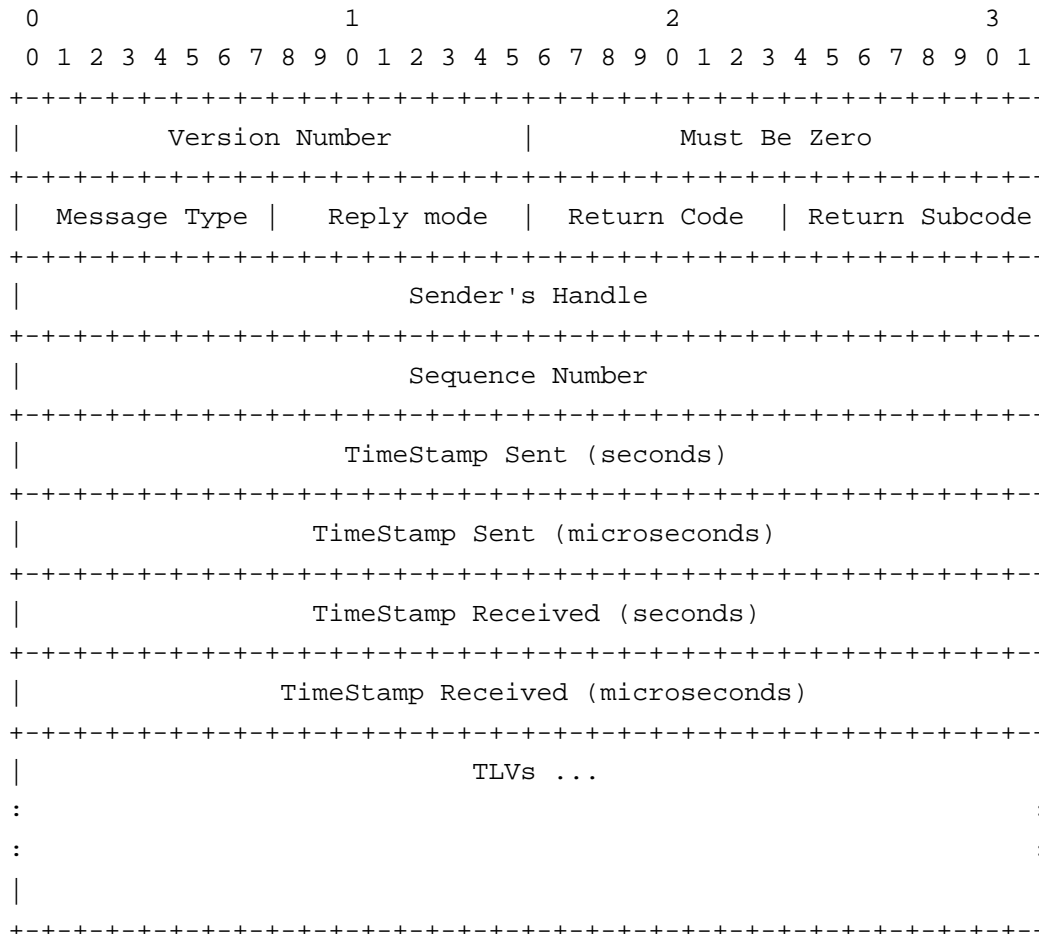 0                   1                   2                   3
 0 1 2 3 4 5 6 7 8 9 0 1 2 3 4 5 6 7 8 9 0 1 2 3 4 5 6 7 8 9 0 1
+-+-+-+-+-+-+-+-+-+-+-+-+-+-+-+-+-+-+-+-+-+-+-+-+-+-+-+-+-+-+-+-+--
|         Version Number        |         Must Be Zero
+-+-+-+-+-+-+-+-+-+-+-+-+-+-+-+-+-+-+-+-+-+-+-+-+-+-+-+-+-+-+-+-+--
|  Message Type |   Reply mode  |  Return Code  | Return Subcode
+-+-+-+-+-+-+-+-+-+-+-+-+-+-+-+-+-+-+-+-+-+-+-+-+-+-+-+-+-+-+-+-+--
|                        Sender's Handle
+-+-+-+-+-+-+-+-+-+-+-+-+-+-+-+-+-+-+-+-+-+-+-+-+-+-+-+-+-+-+-+-+--
|                        Sequence Number
+-+-+-+-+-+-+-+-+-+-+-+-+-+-+-+-+-+-+-+-+-+-+-+-+-+-+-+-+-+-+-+-+--
|                    TimeStamp Sent (seconds)
+-+-+-+-+-+-+-+-+-+-+-+-+-+-+-+-+-+-+-+-+-+-+-+-+-+-+-+-+-+-+-+-+--
|                  TimeStamp Sent (microseconds)
+-+-+-+-+-+-+-+-+-+-+-+-+-+-+-+-+-+-+-+-+-+-+-+-+-+-+-+-+-+-+-+-+--
|                  TimeStamp Received (seconds)
+-+-+-+-+-+-+-+-+-+-+-+-+-+-+-+-+-+-+-+-+-+-+-+-+-+-+-+-+-+-+-+-+--
|                TimeStamp Received (microseconds)
+-+-+-+-+-+-+-+-+-+-+-+-+-+-+-+-+-+-+-+-+-+-+-+-+-+-+-+-+-+-+-+-+--
|                            TLVs ...
:                                                               :
:                                                               :
|
+-+-+-+-+-+-+-+-+-+-+-+-+-+-+-+-+-+-+-+-+-+-+-+-+-+-+-+-+-+-+-+-+--